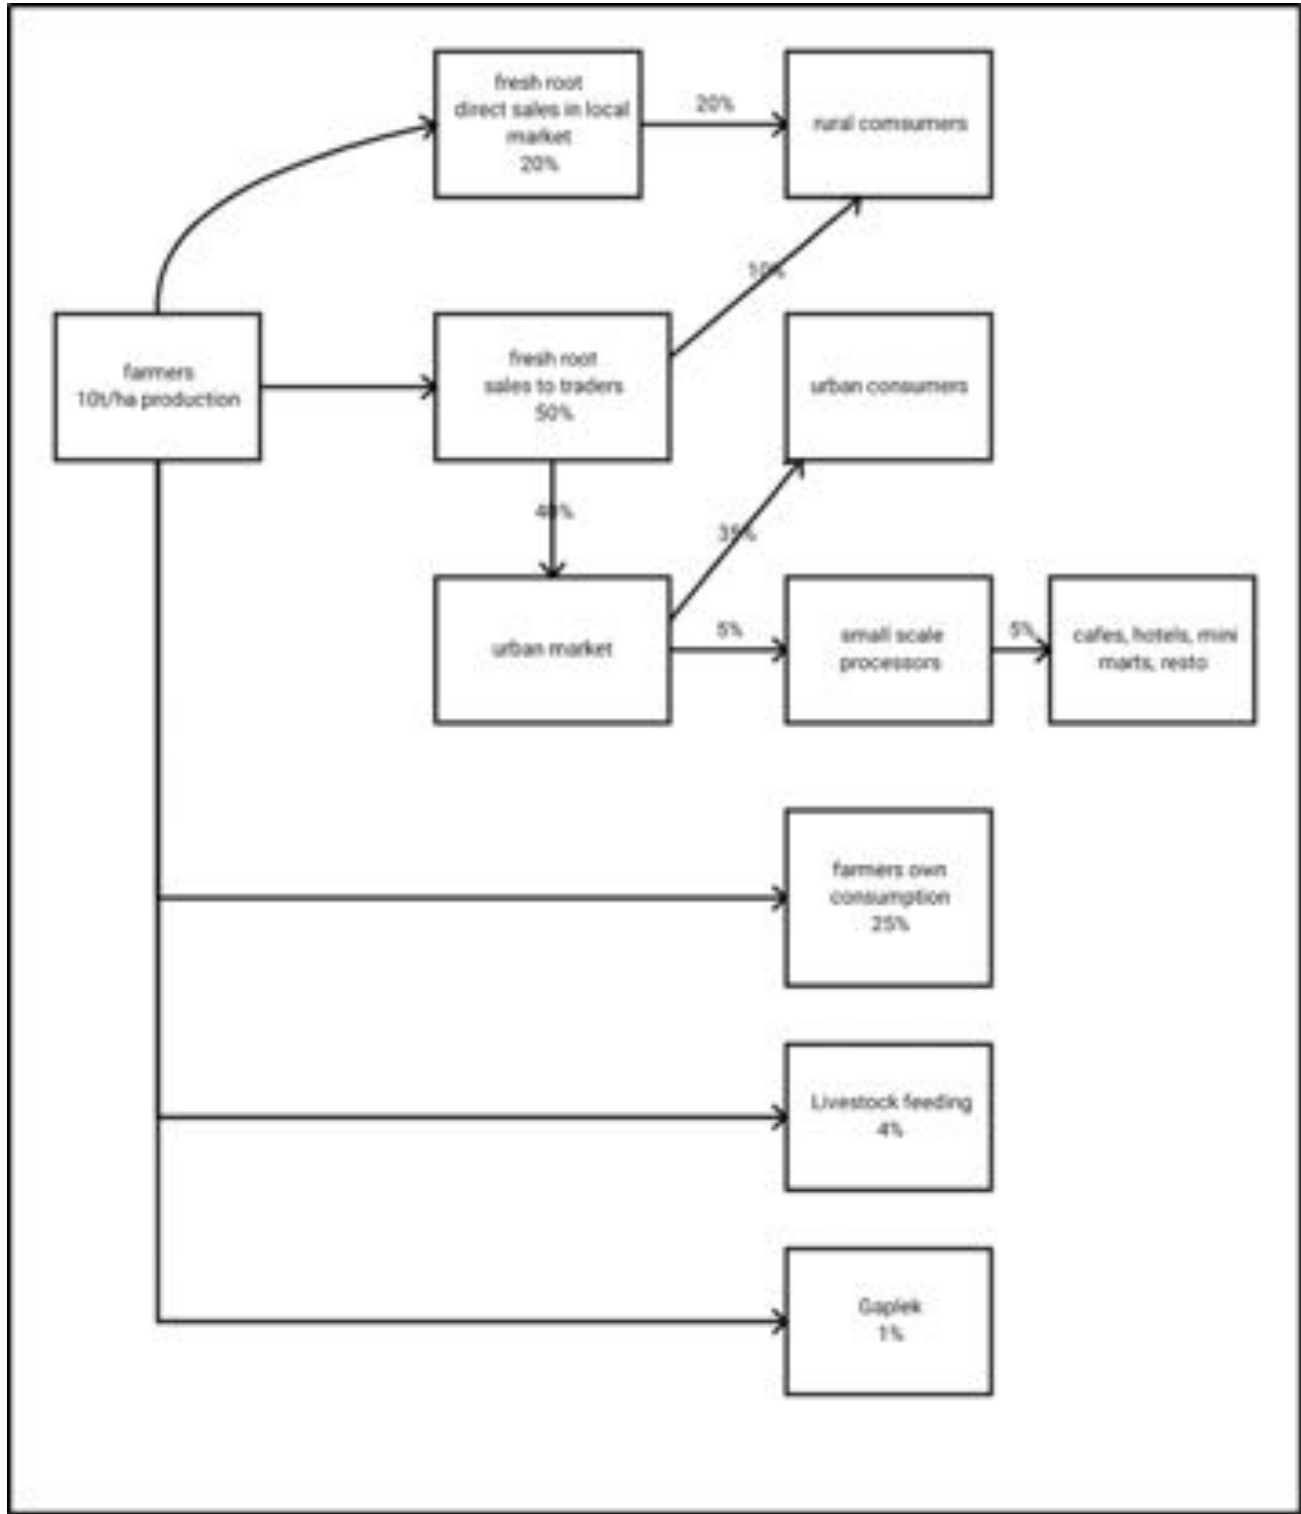 fresh root
direct sales in local
market
20%
20%
rural comsumers
10%
farmers
10t/ha production
fresh root
sales to traders
50%
urban consumers
40%
35%
urban market
5%
small scale
processors
5%
cafes, hotels, mini
marts, resto
farmers own
consumption
25%
Livestock feeding
4%
Gaplek
1%